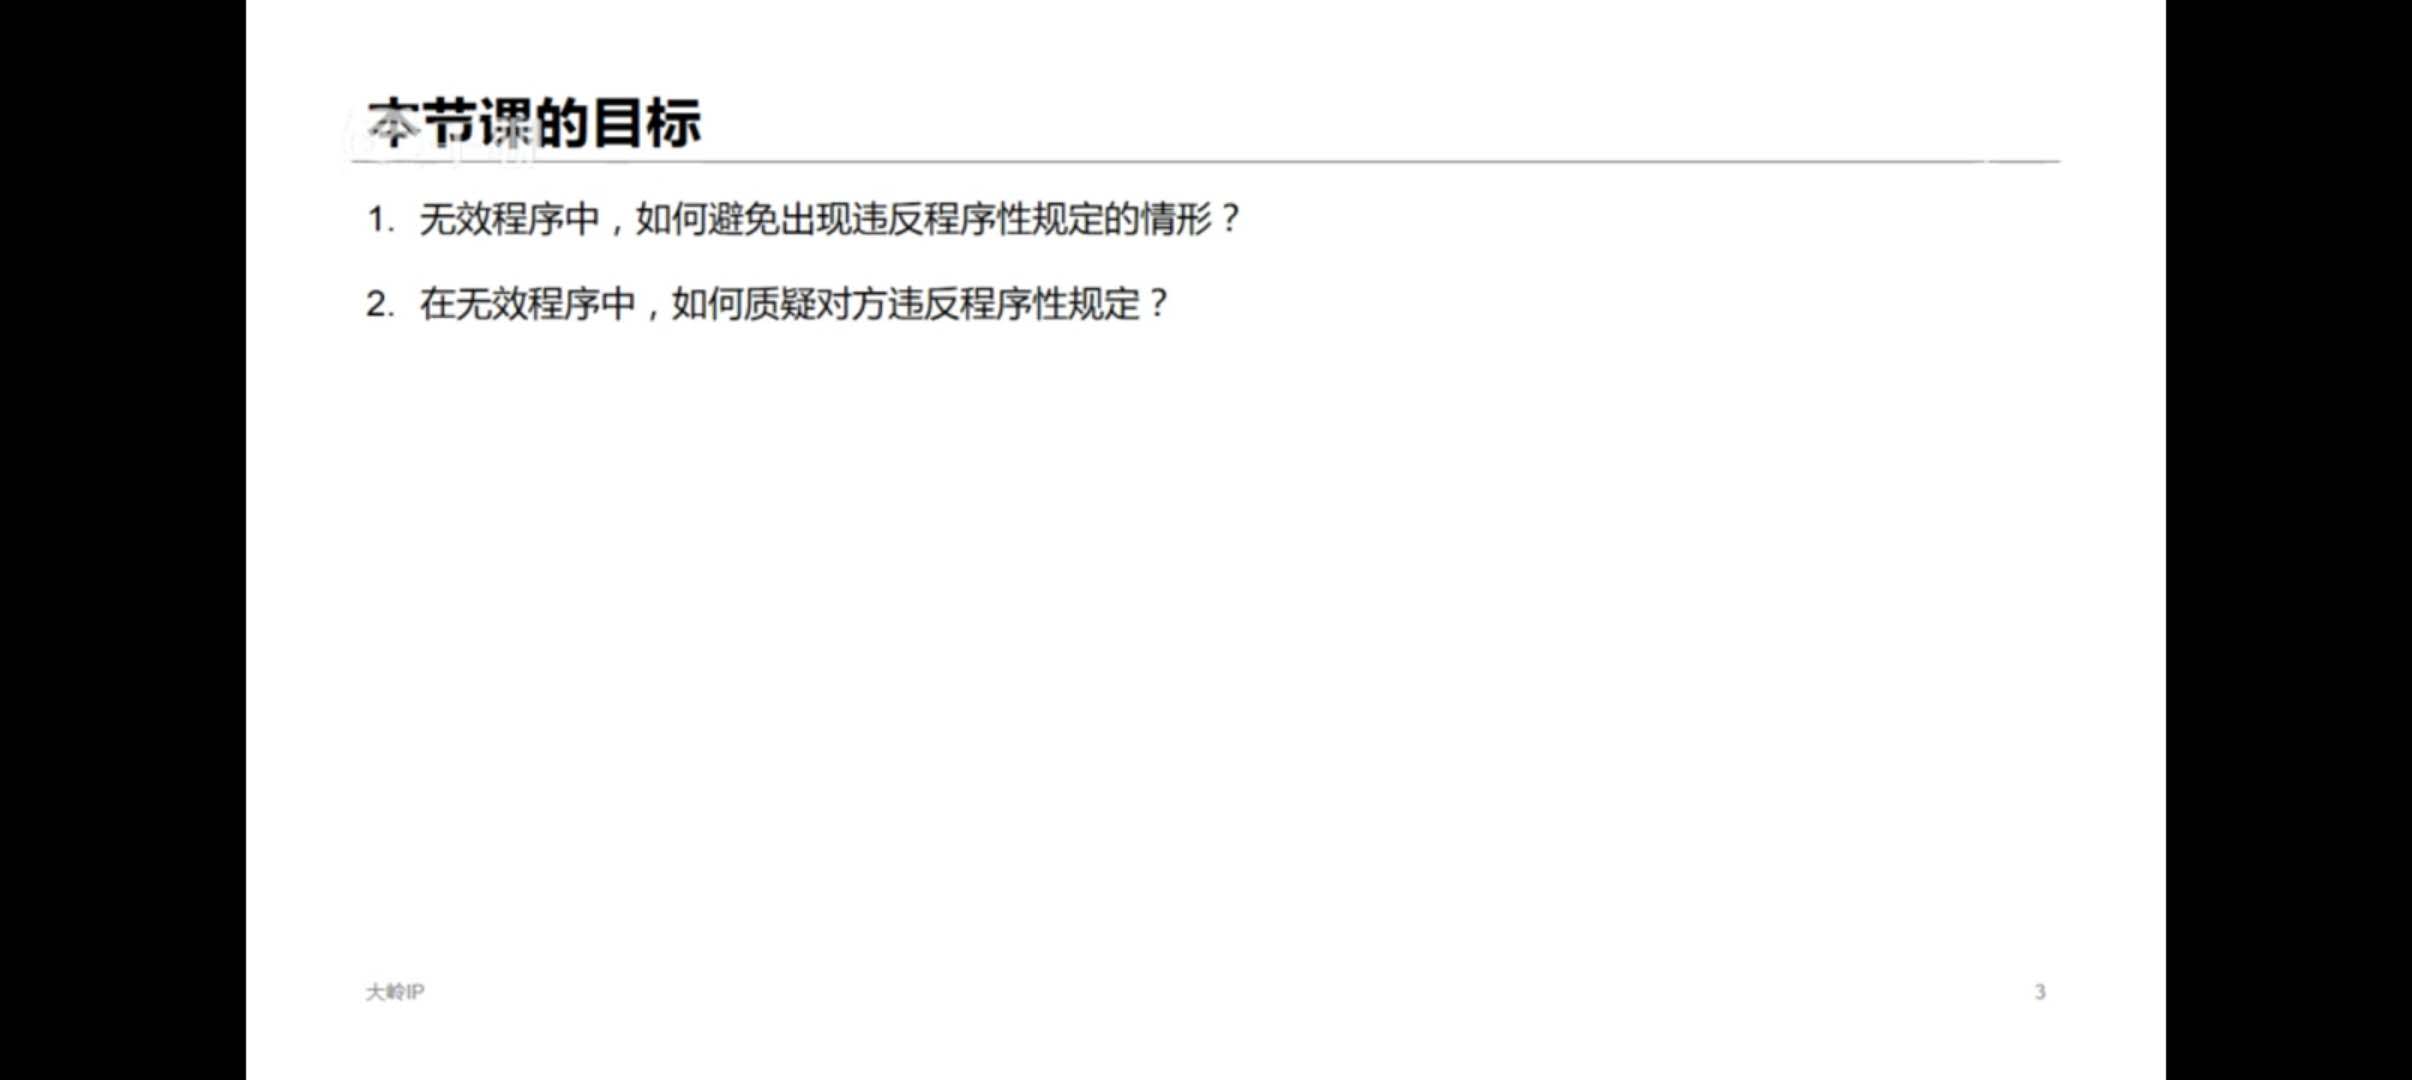 本节课的目标
1. 无效程序中，如何避免出现违反程序性规定的情形？
2. 在无效程序中，如何质疑对方违反程序性规定？
大岭IP
3